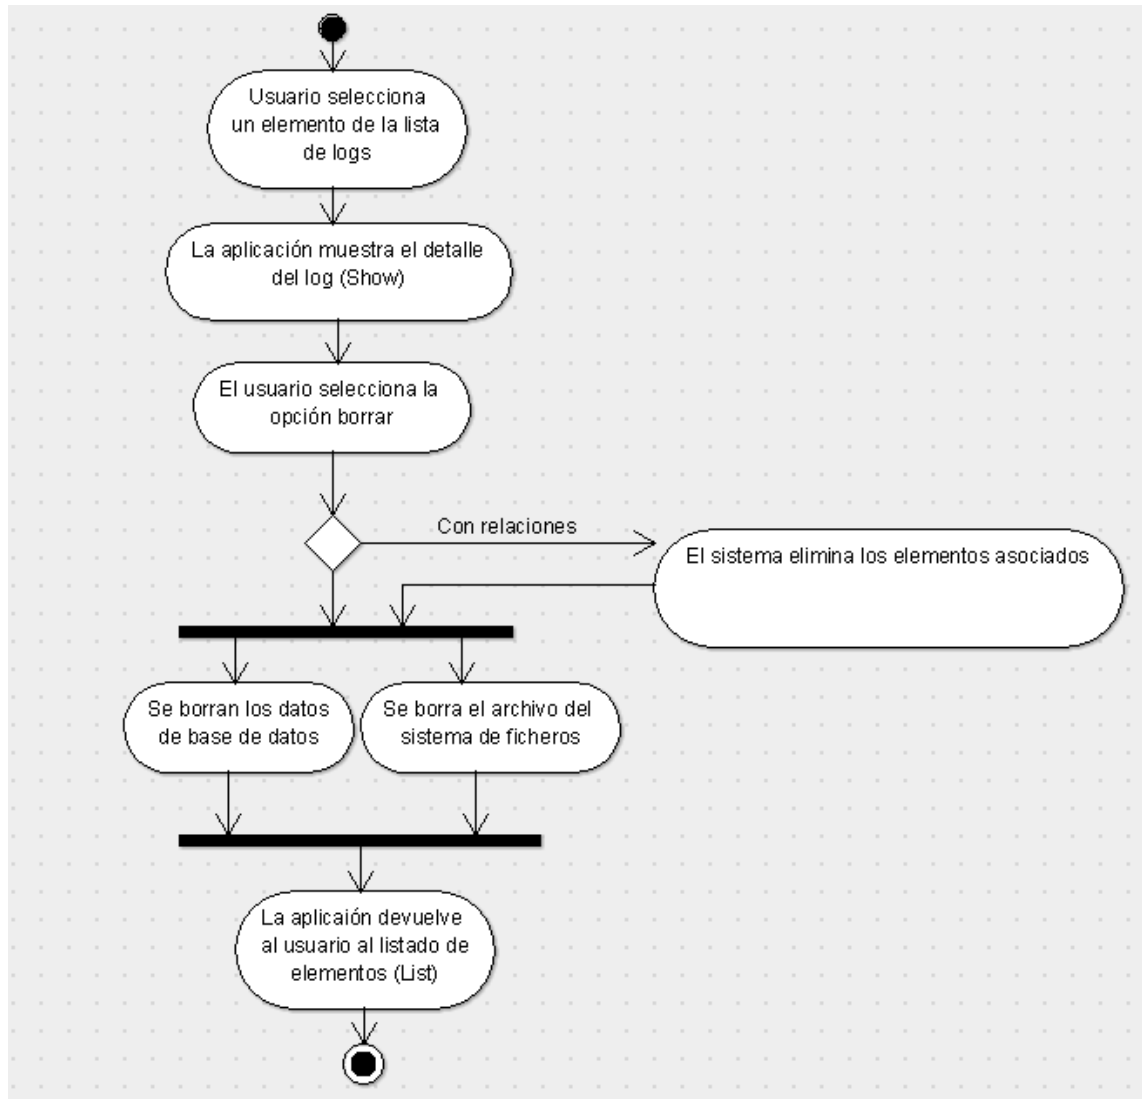 Usuario selecciona
un elemento de la lista
de logs
La aplicación muestra el detalle
del log (Show)
El usuario selecciona la
opción borrar
Con relaciones
El sistema elimina los elementos asociados
Se borran los datos
de base de datos
Se borra el archivo del
sistema de ficheros
La aplicaión devuelve
al usuario al listado de
elementos (List)